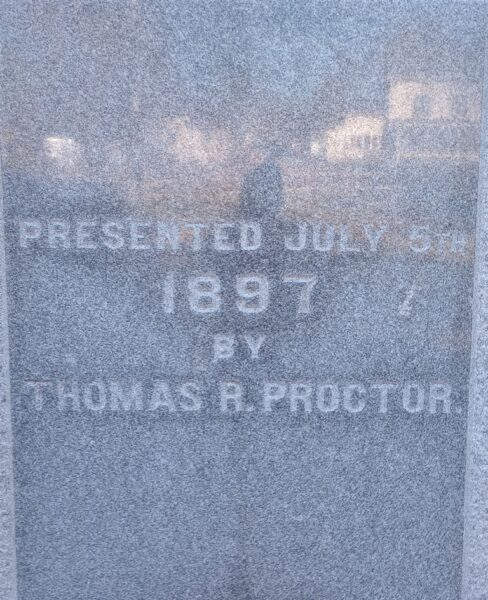 PRESENTED JULY 5TH
1897
BY
THOMAS R. PROCTOR.